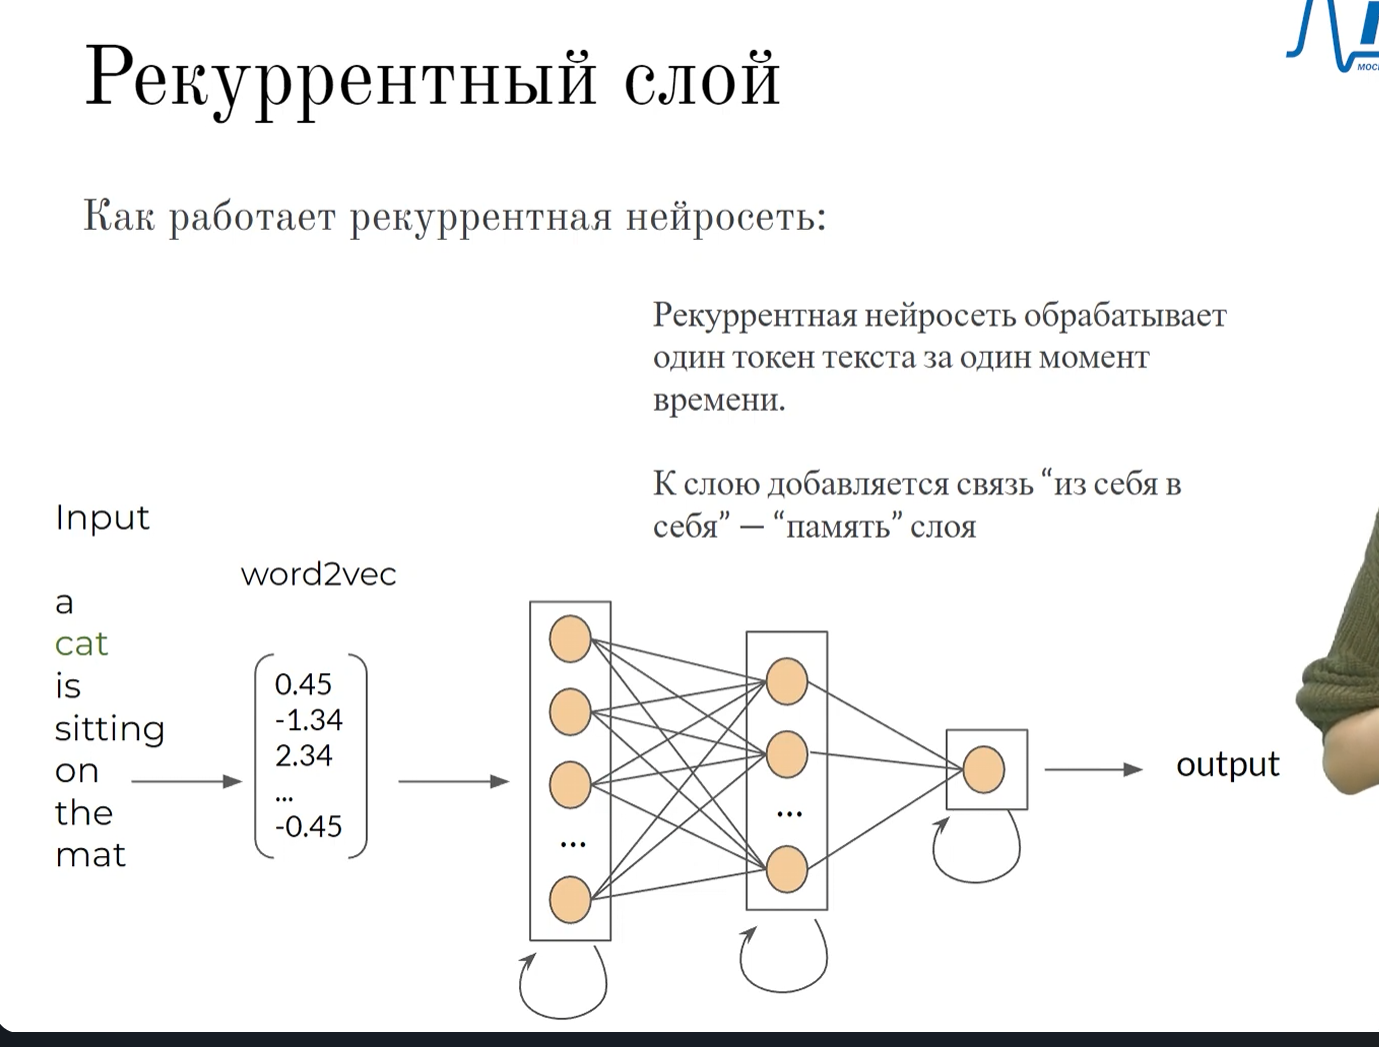 Рекуррентный слой
Как работает рекуррентная нейросеть:
Рекуррентная нейросеть обрабатывает
один токен текста за один момент
времени.
К слою добавляется связь “из себя в
себя” — “память” слоя
Input
word2vec
a
cat
is
sitting
on
the
mat
0.45
-1.34
2.34
...
-0.45
...
...
output